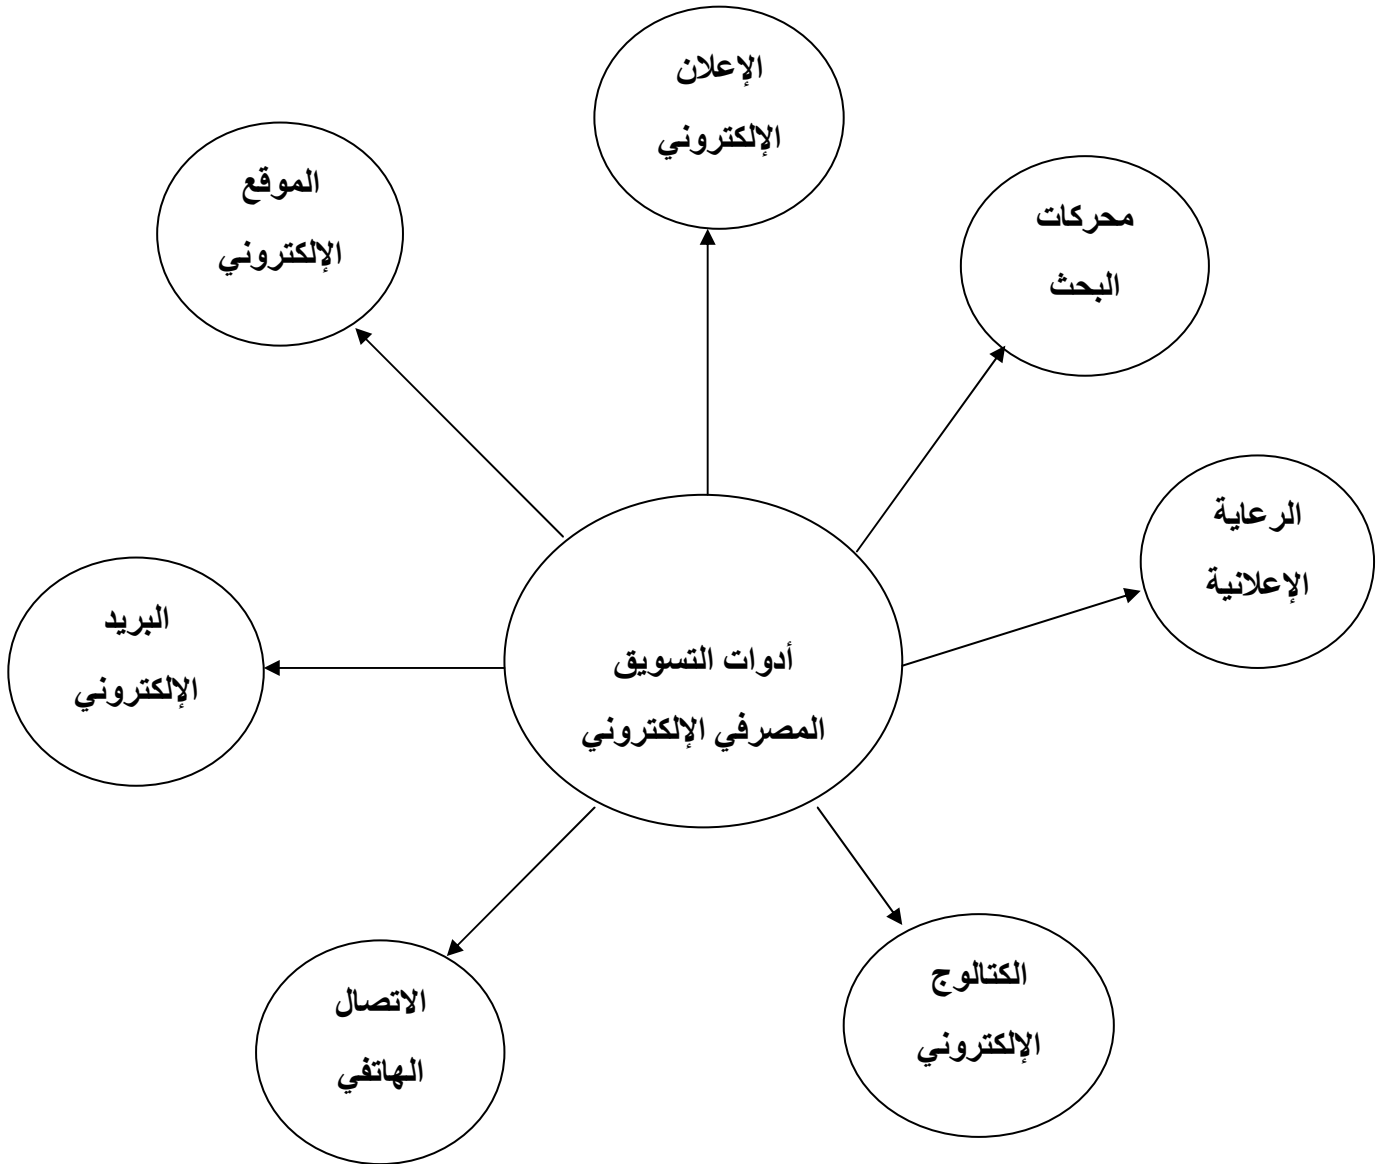 الإعلان
الإلكتروني
محركات
البحث
الموقع
الإلكتروني
الرعاية
الإعلانية
أدوات التسويق
المصرفي الإلكتروني
البريد
الإلكتروني
الكتالوج
الإلكتروني
الاتصال
الهاتفي